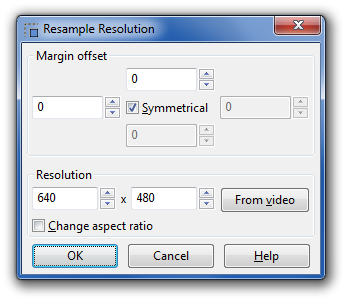 Resample Resolution
Margin offset
0
0
Symmetrical
0
0
Resolution
640 x 480
From video
Change aspect ratio
OK
Cancel
Help